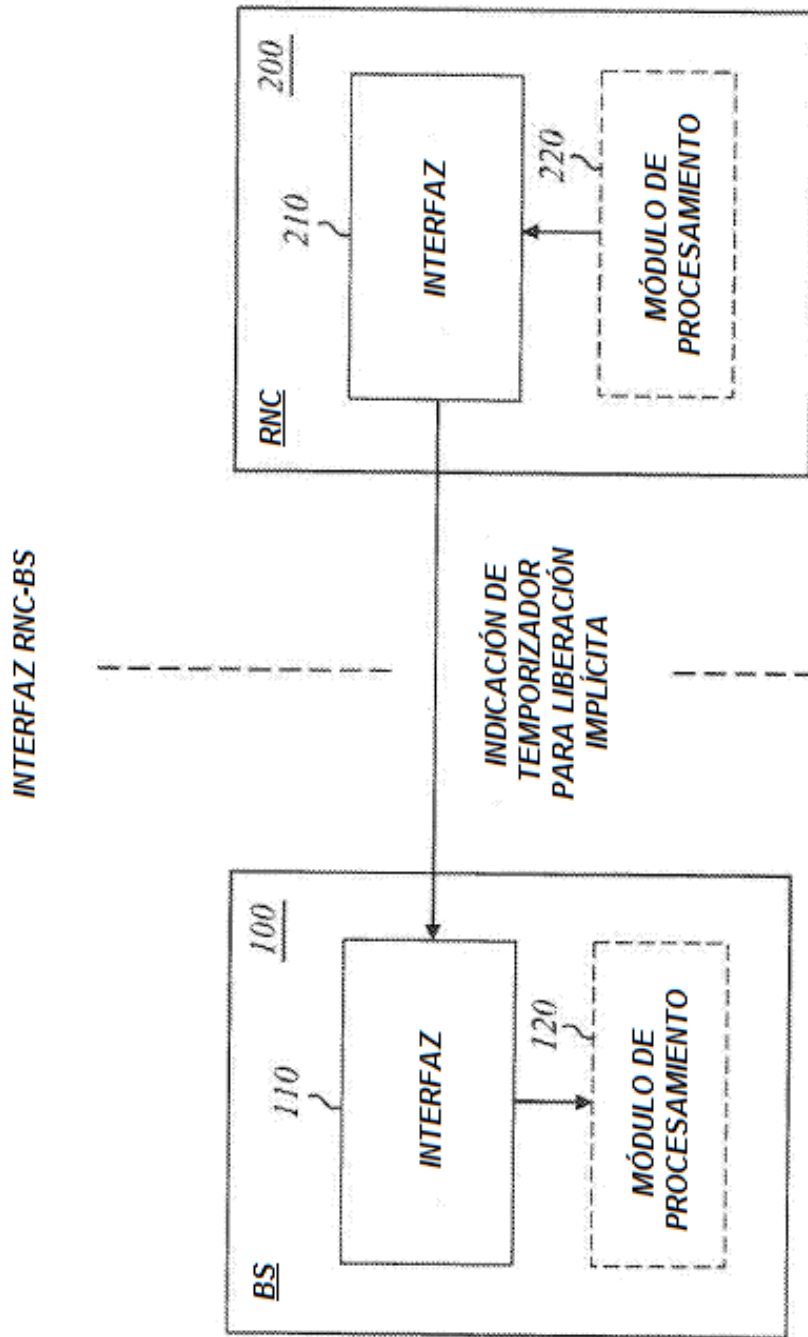 INTERFAZ RNC-BS
BS
100
110
INTERFAZ
120
MÓDULO DE
PROCESAMIENTO
INDICACIÓN DE
TEMPORIZADOR
PARA LIBERACIÓN
IMPLÍCITA
RNC
200
210
INTERFAZ
220
MÓDULO DE
PROCESAMIENTO